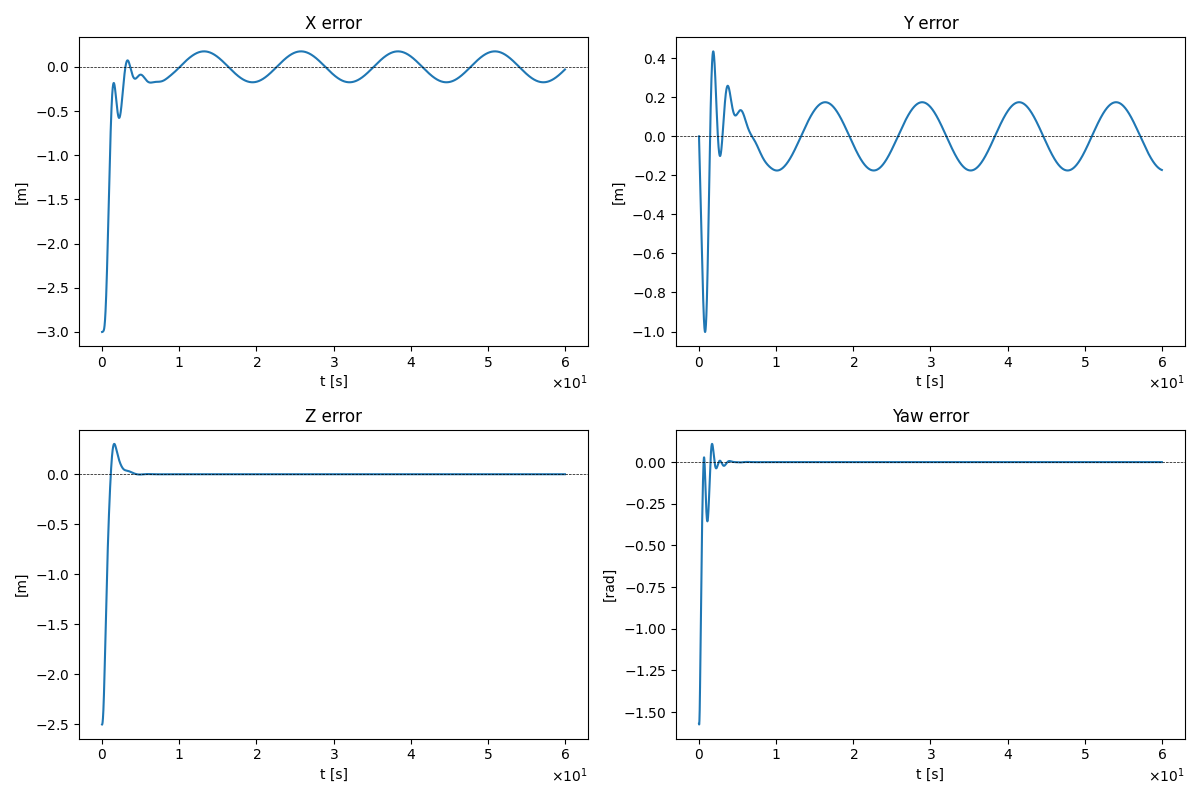 X error
0.0
−0.5
−1.0
−1.5
−2.0
−2.5
−3.0
[m]
0 1 2 3 4 5 6
t [s]
×10¹
Y error
0.4
0.2
0.0
−0.2
−0.4
−0.6
−0.8
−1.0
[m]
0 1 2 3 4 5 6
t [s]
×10¹
Z error
0.0
−0.5
−1.0
−1.5
−2.0
−2.5
[m]
0 1 2 3 4 5 6
t [s]
×10¹
Yaw error
0.00
−0.25
−0.50
−0.75
−1.00
−1.25
−1.50
[rad]
0 1 2 3 4 5 6
t [s]
×10¹